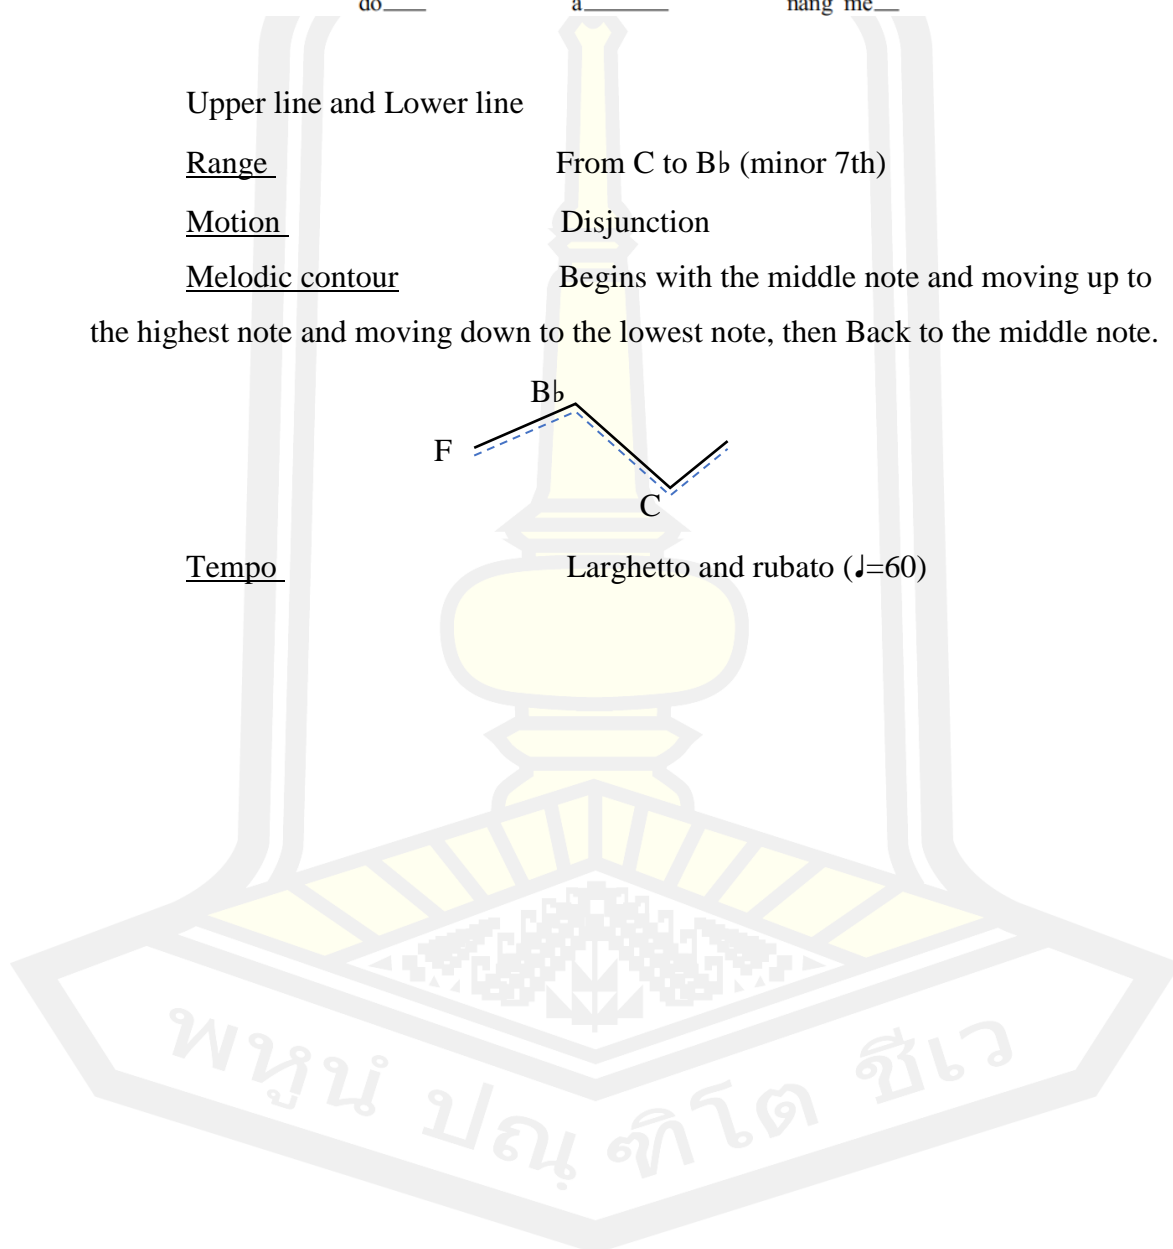 do____ a________ nang me__
Upper line and Lower line
Range From C to B♭ (minor 7th)
Motion Disjunction
Melodic contour Begins with the middle note and moving up to
the highest note and moving down to the lowest note, then Back to the middle note.
B♭
F
C
Tempo Larghetto and rubato (♩=60)
พหูนํ ปณฺ ฑิโต ชีเว